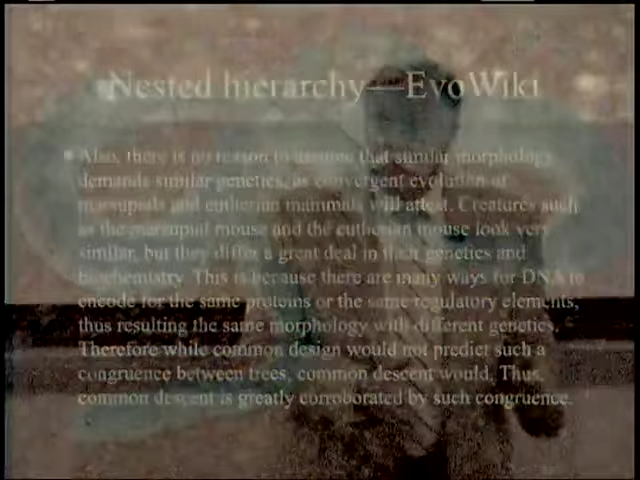 Nested hierarchy—EvoWiki
Also, there is no reason to assume that similar morphology
demands similar genetics, as convergent evolution of
marsupials and eutherian mammals will attest. Creatures such
as the marsupial mouse and the eutherian mouse look very
similar, but they differ a great deal in their genetics and
biochemistry. This is because there are many ways for DNA to
encode for the same proteins or the same regulatory elements,
thus resulting the same morphology with different genetics.
Therefore while common design would not predict such a
congruence between trees, common descent would. Thus,
common descent is greatly corroborated by such congruence.